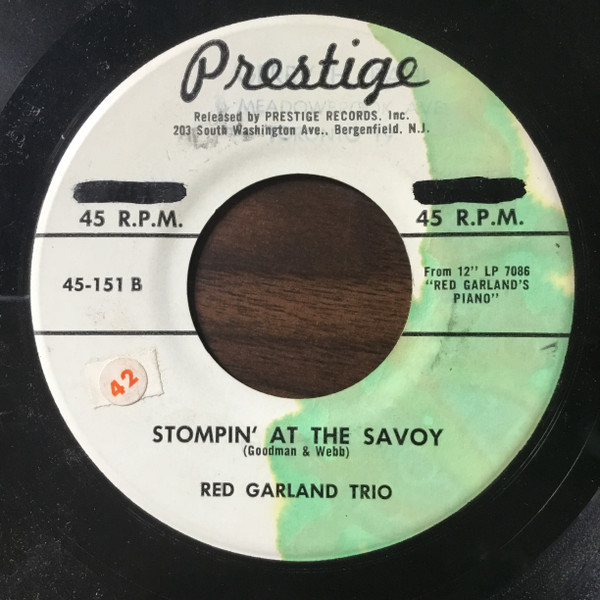 Prestige
MEADOW
Released by PRESTIGE RECORDS, Inc.
203 South Washington Ave., Bergenfield, N.J.
45 R.P.M.
45 R.P.M.
45-151 B
From 12" LP 7086
"RED GARLAND'S
PIANO"
42
STOMPIN' AT THE SAVOY
(Goodman & Webb)
RED GARLAND TRIO